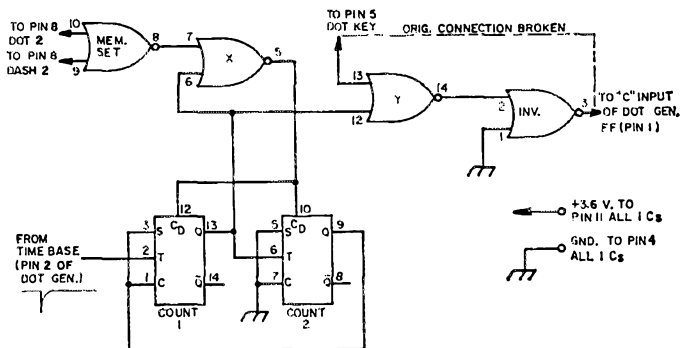 TO PIN 8
DOT 2
TO PIN 8
DASH 2
10
9
MEM.
SET
8
7
6
X
5
TO PIN 5
DOT KEY
ORIG. CONNECTION BROKEN
13
12
Y
14
2
1
INV.
3
TO "C" INPUT
OF DOT GEN.
FF (PIN 1)
FROM
TIME BASE
(PIN 2 OF
DOT GEN.)
12
3 S CD Q 13
2 T
1 C Q̅ 14
COUNT
1
10
5 S CD Q 9
6 T
7 C Q̅ 8
COUNT
2
+3.6 V. TO
PIN 11 ALL ICs
GND. TO PIN 4
ALL ICs